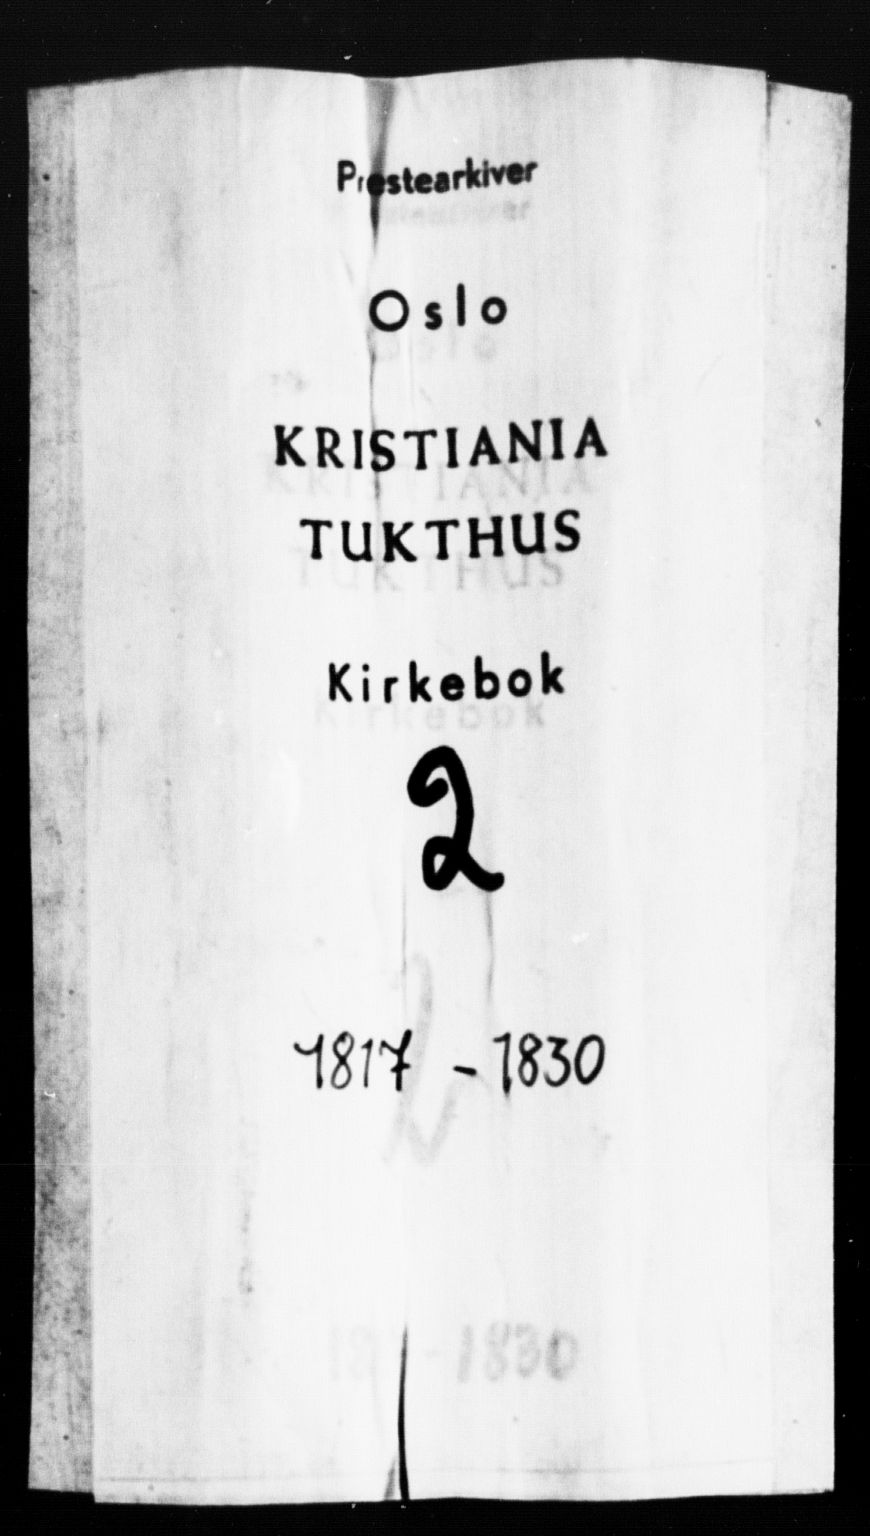 Prestearkiver
Oslo
KRISTIANIA
TUKTHUS
Kirkebok
2
1817 - 1830